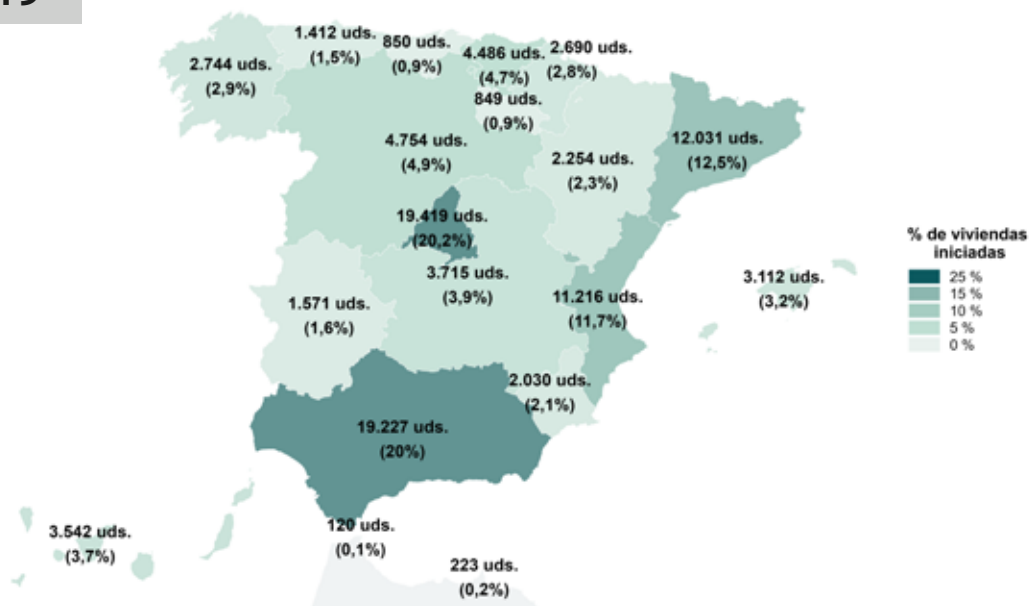 1.412 uds.
(1,5%)
850 uds.
(0,9%)
4.486 uds.
(4,7%)
2.690 uds.
(2,8%)
2.744 uds.
(2,9%)
849 uds.
(0,9%)
4.754 uds.
(4,9%)
2.254 uds.
(2,3%)
12.031 uds.
(12,5%)
19.419 uds.
(20,2%)
3.715 uds.
(3,9%)
1.571 uds.
(1,6%)
11.216 uds.
(11,7%)
3.112 uds.
(3,2%)
% de viviendas
iniciadas
25 %
15 %
10 %
5 %
0 %
2.030 uds.
(2,1%)
19.227 uds.
(20%)
3.542 uds.
(3,7%)
120 uds.
(0,1%)
223 uds.
(0,2%)